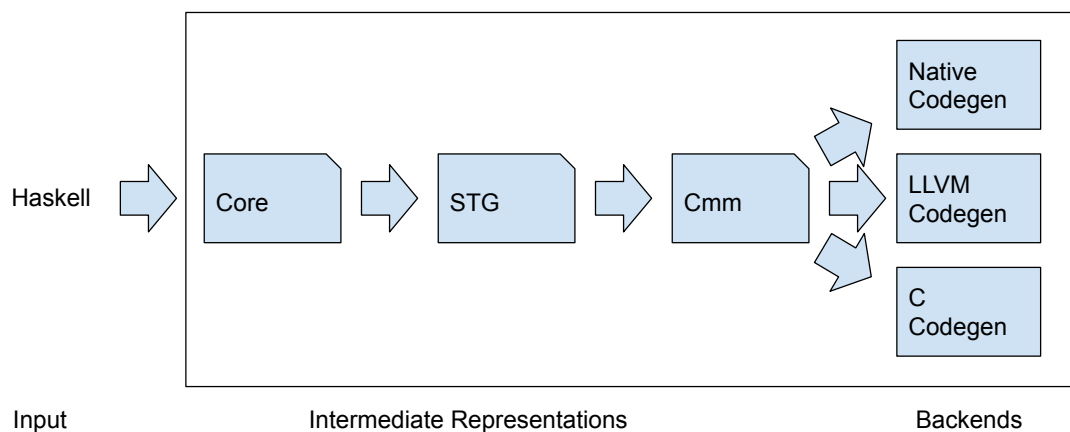 Native
Codegen
Haskell
Core
STG
Cmm
LLVM
Codegen
C
Codegen
Input
Intermediate Representations
Backends